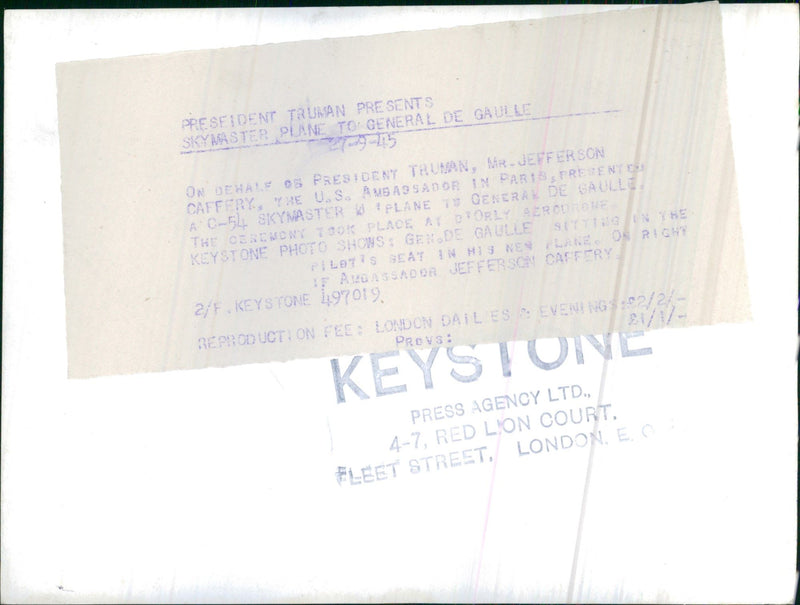 PRESEIDENT TRUMAN PRESENTS
SKYMASTER PLANE TO GENERAL DE GAULLE
27-9-45
ON BEHALF OS PRESIDENT TRUMAN, MR. JEFFERSON
CAFFERY, THE U.S. AMBASSADOR IN PARIS, PRESENTED
A C-54 SKYMASTER 'PLANE TO GENERAL DE GAULLE.
THE CEREMONY TOOK PLACE AT D'ORLY AERODROME.
KEYSTONE PHOTO SHOWS: GEN.DE GAULLE SITTING IN THE
PILOT'S SEAT IN HIS NEW PLANE. ON RIGHT
IF AMBASSADOR JEFFERSON CAFFERY.
2/F. KEYSTONE 497019.
REPRODUCTION FEE: LONDON DAILIES & EVENINGS: £2/2/-
PROVS: £1/1/-
KEYSTONE
PRESS AGENCY LTD.,
4-7, RED LION COURT,
FLEET STREET, LONDON, E.C.